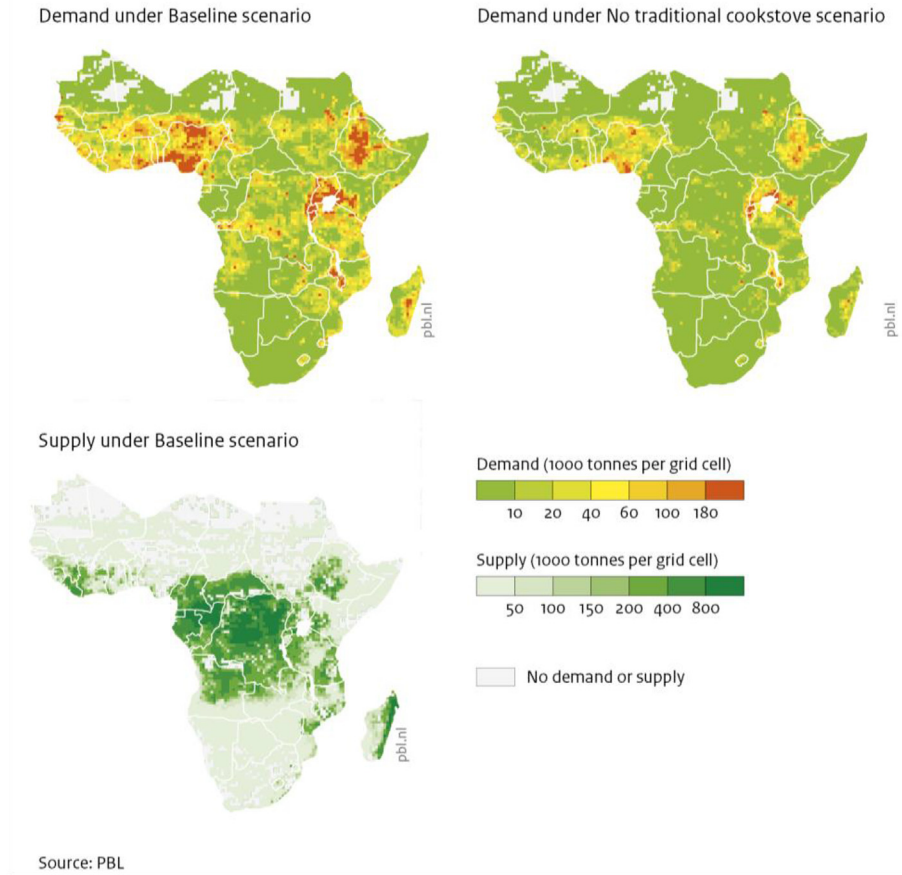 Demand under Baseline scenario
Demand under No traditional cookstove scenario
pbl.nl
pbl.nl
Supply under Baseline scenario
Demand (1000 tonnes per grid cell)
10 20 40 60 100 180
Supply (1000 tonnes per grid cell)
50 100 150 200 400 800
No demand or supply
pbl.nl
Source: PBL